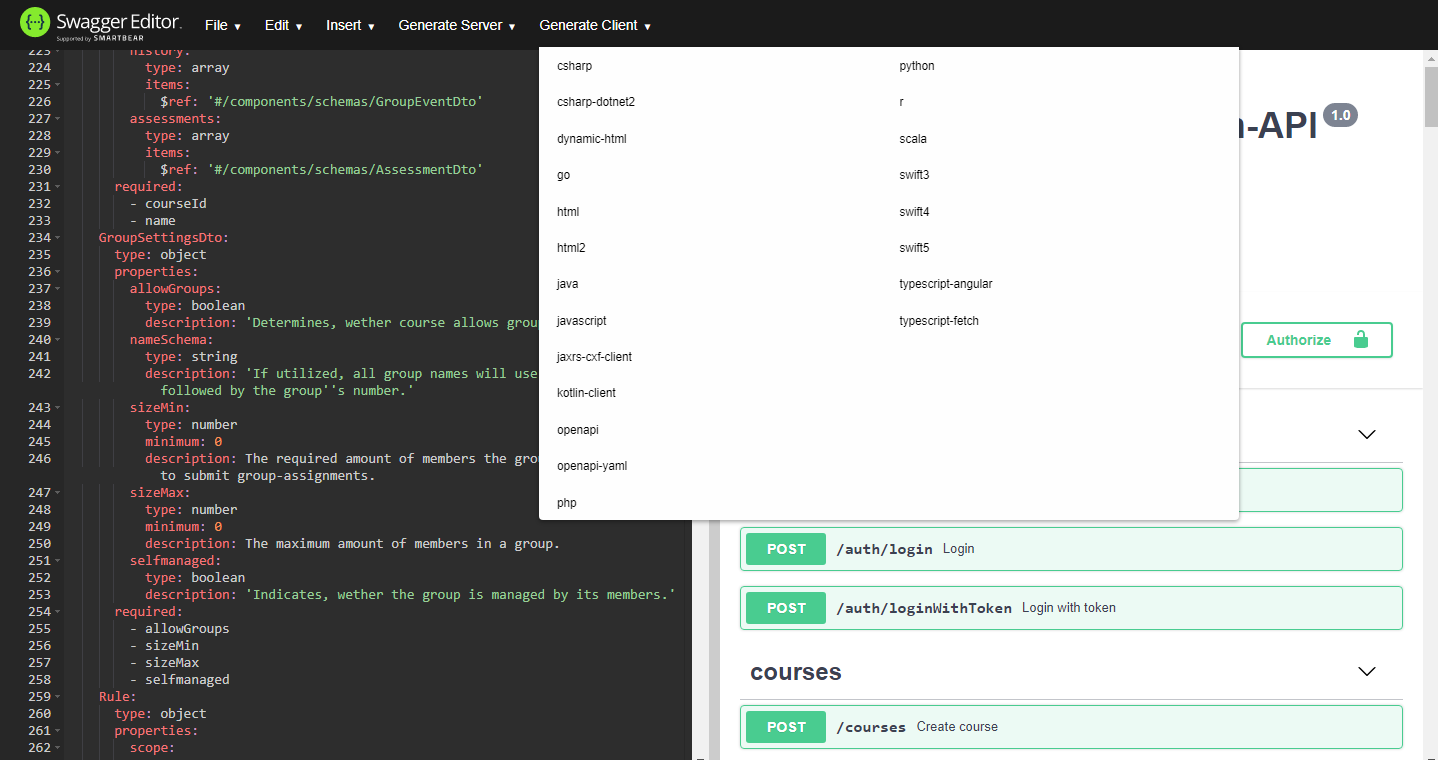 Swagger Editor.
Supported by SMARTBEAR
File ▾ Edit ▾ Insert ▾ Generate Server ▾ Generate Client ▾
223 history:
224 type: array
225 items:
226 $ref: '#/components/schemas/GroupEventDto'
227 assessments:
228 type: array
229 items:
230 $ref: '#/components/schemas/AssessmentDto'
231 required:
232 - courseId
233 - name
234 GroupSettingsDto:
235 type: object
236 properties:
237 allowGroups:
238 type: boolean
239 description: 'Determines, wether course allows grou
240 nameSchema:
241 type: string
242 description: 'If utilized, all group names will use
followed by the group''s number.'
243 sizeMin:
244 type: number
245 minimum: 0
246 description: The required amount of members the gro
to submit group-assignments.
247 sizeMax:
248 type: number
249 minimum: 0
250 description: The maximum amount of members in a group.
251 selfmanaged:
252 type: boolean
253 description: 'Indicates, wether the group is managed by its members.'
254 required:
255 - allowGroups
256 - sizeMin
257 - sizeMax
258 - selfmanaged
259 Rule:
260 type: object
261 properties:
262 scope:
csharp
csharp-dotnet2
dynamic-html
go
html
html2
java
javascript
jaxrs-cxf-client
kotlin-client
openapi
openapi-yaml
php
python
r
scala
swift3
swift4
swift5
typescript-angular
typescript-fetch
-API 1.0
Authorize
POST /auth/login Login
POST /auth/loginWithToken Login with token
courses
POST /courses Create course